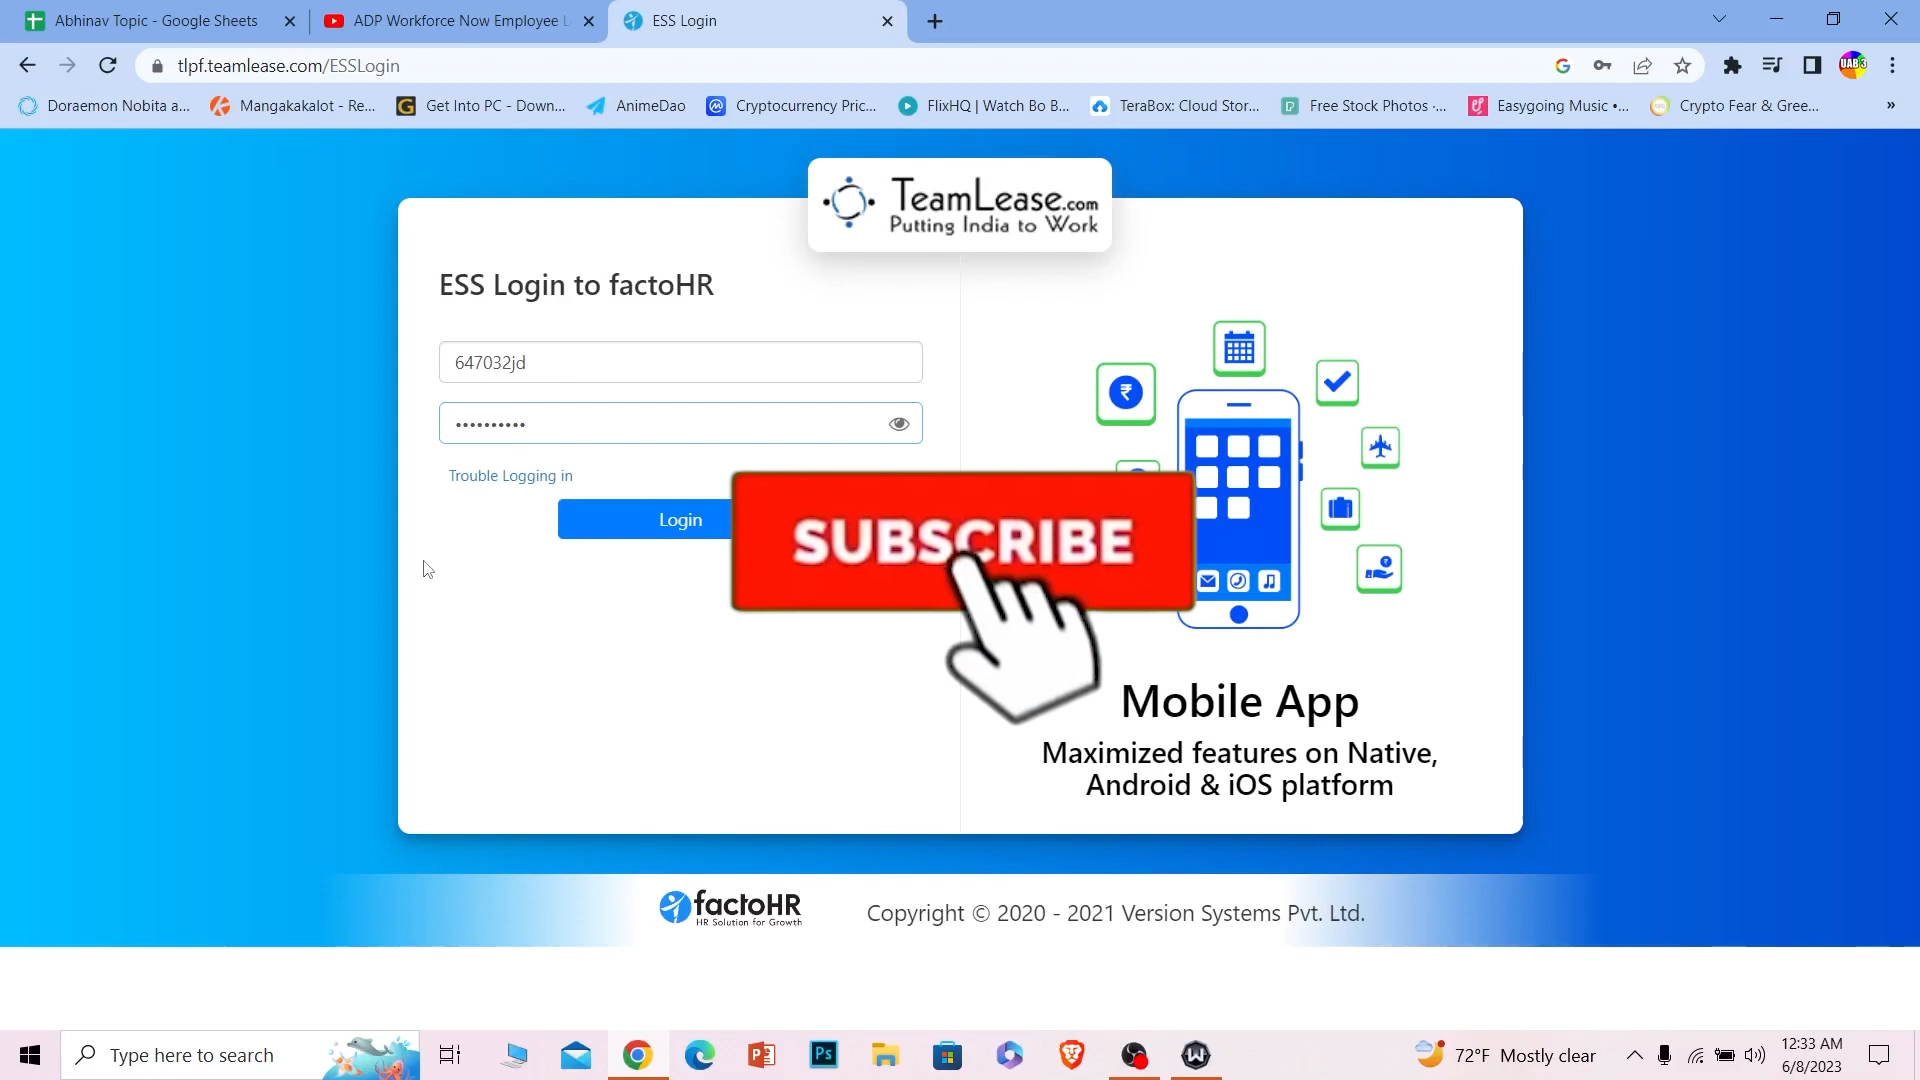 Abhinav Topic - Google Sheets
ADP Workforce Now Employee L
ESS Login
tlpf.teamlease.com/ESSLogin
UAB 3
Doraemon Nobita a...
Mangakakalot - Re...
Get Into PC - Down...
AnimeDao
Cryptocurrency Pric...
FlixHQ | Watch Bo B...
TeraBox: Cloud Stor...
Free Stock Photos ·...
Easygoing Music •...
Crypto Fear & Gree...
»
TeamLease.com
Putting India to Work
ESS Login to factoHR
647032jd
••••••••••
Trouble Logging in
Login
SUBSCRIBE
Mobile App
Maximized features on Native,
Android & iOS platform
factoHR
HR Solution for Growth
Copyright © 2020 - 2021 Version Systems Pvt. Ltd.
Type here to search
72°F Mostly clear
12:33 AM
6/8/2023